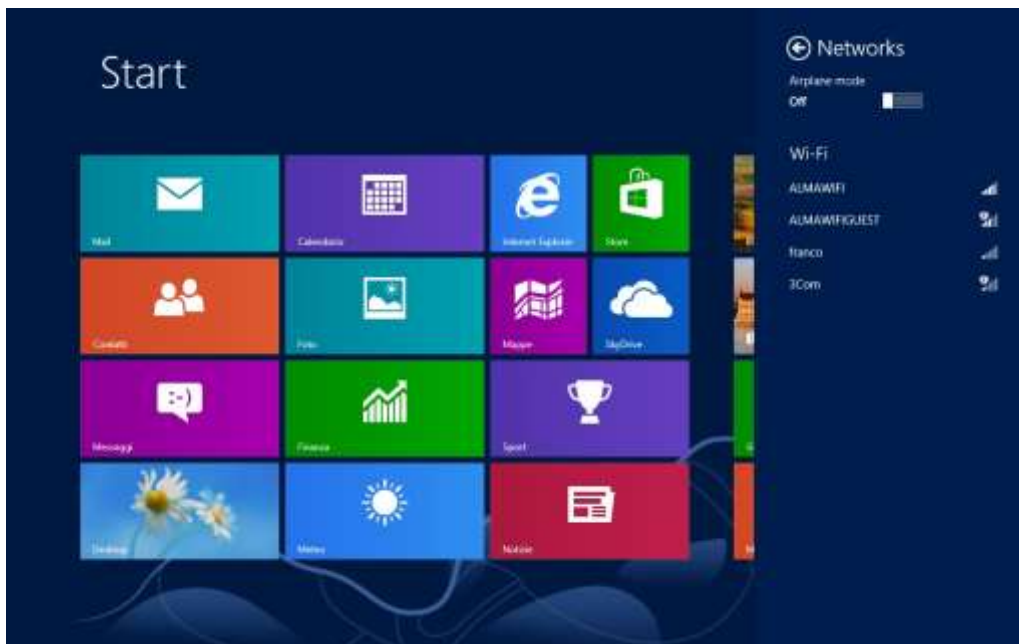 Start
Networks
Airplane mode
Off
Wi-Fi
ALMAWIFI
ALMAWIFIGUEST
franco
3Com
Mail
Calendario
Internet Explorer
Store
Contatti
Foto
Mappe
SkyDrive
Messaggi
Finanza
Sport
Desktop
Meteo
Notizie